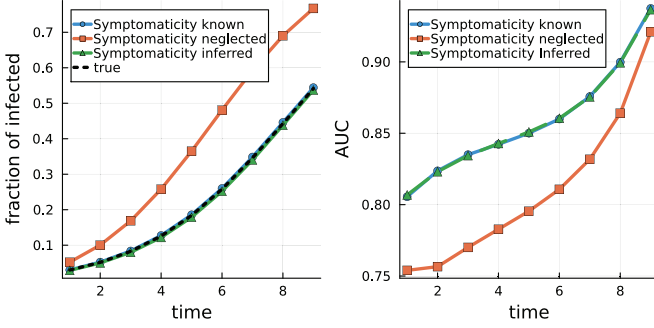 Symptomaticity known
Symptomaticity neglected
Symptomaticity inferred
true
0.7
0.6
0.5
0.4
0.3
0.2
0.1
2 4 6 8
time
fraction of infected
Symptomaticity known
Symptomaticity neglected
Symptomaticity Inferred
0.90
0.85
0.80
0.75
2 4 6 8
time
AUC